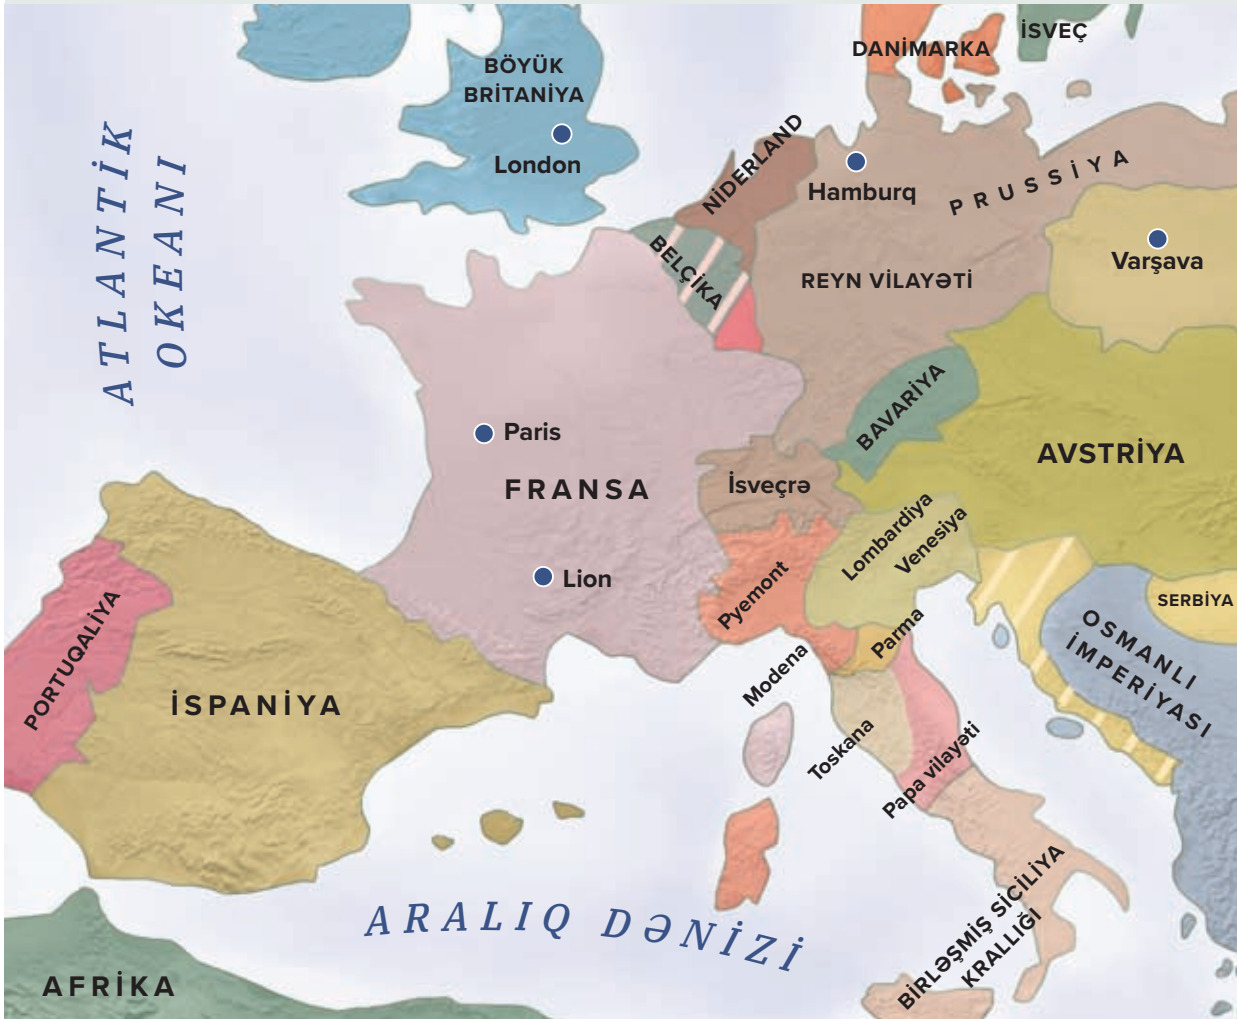 İSVEÇ
DANİMARKA
BÖYÜK
BRİTANİYA
London
ATLANTİK
OKEANI
NİDERLAND
Hamburq
PRUSSİYA
BELÇİKA
REYN VİLAYƏTİ
Varşava
BAVARİYA
Paris
FRANSA
İsveçrə
AVSTRİYA
Lombardiya
Venesiya
Lion
Pyemont
SERBİYA
PORTUQALİYA
İSPANİYA
Parma
Modena
OSMANLI
İMPERİYASI
Toskana
Papa vilayəti
ARALIQ DƏNİZİ
BİRLƏŞMİŞ SİCİLİYA
KRALLIĞI
AFRİKA